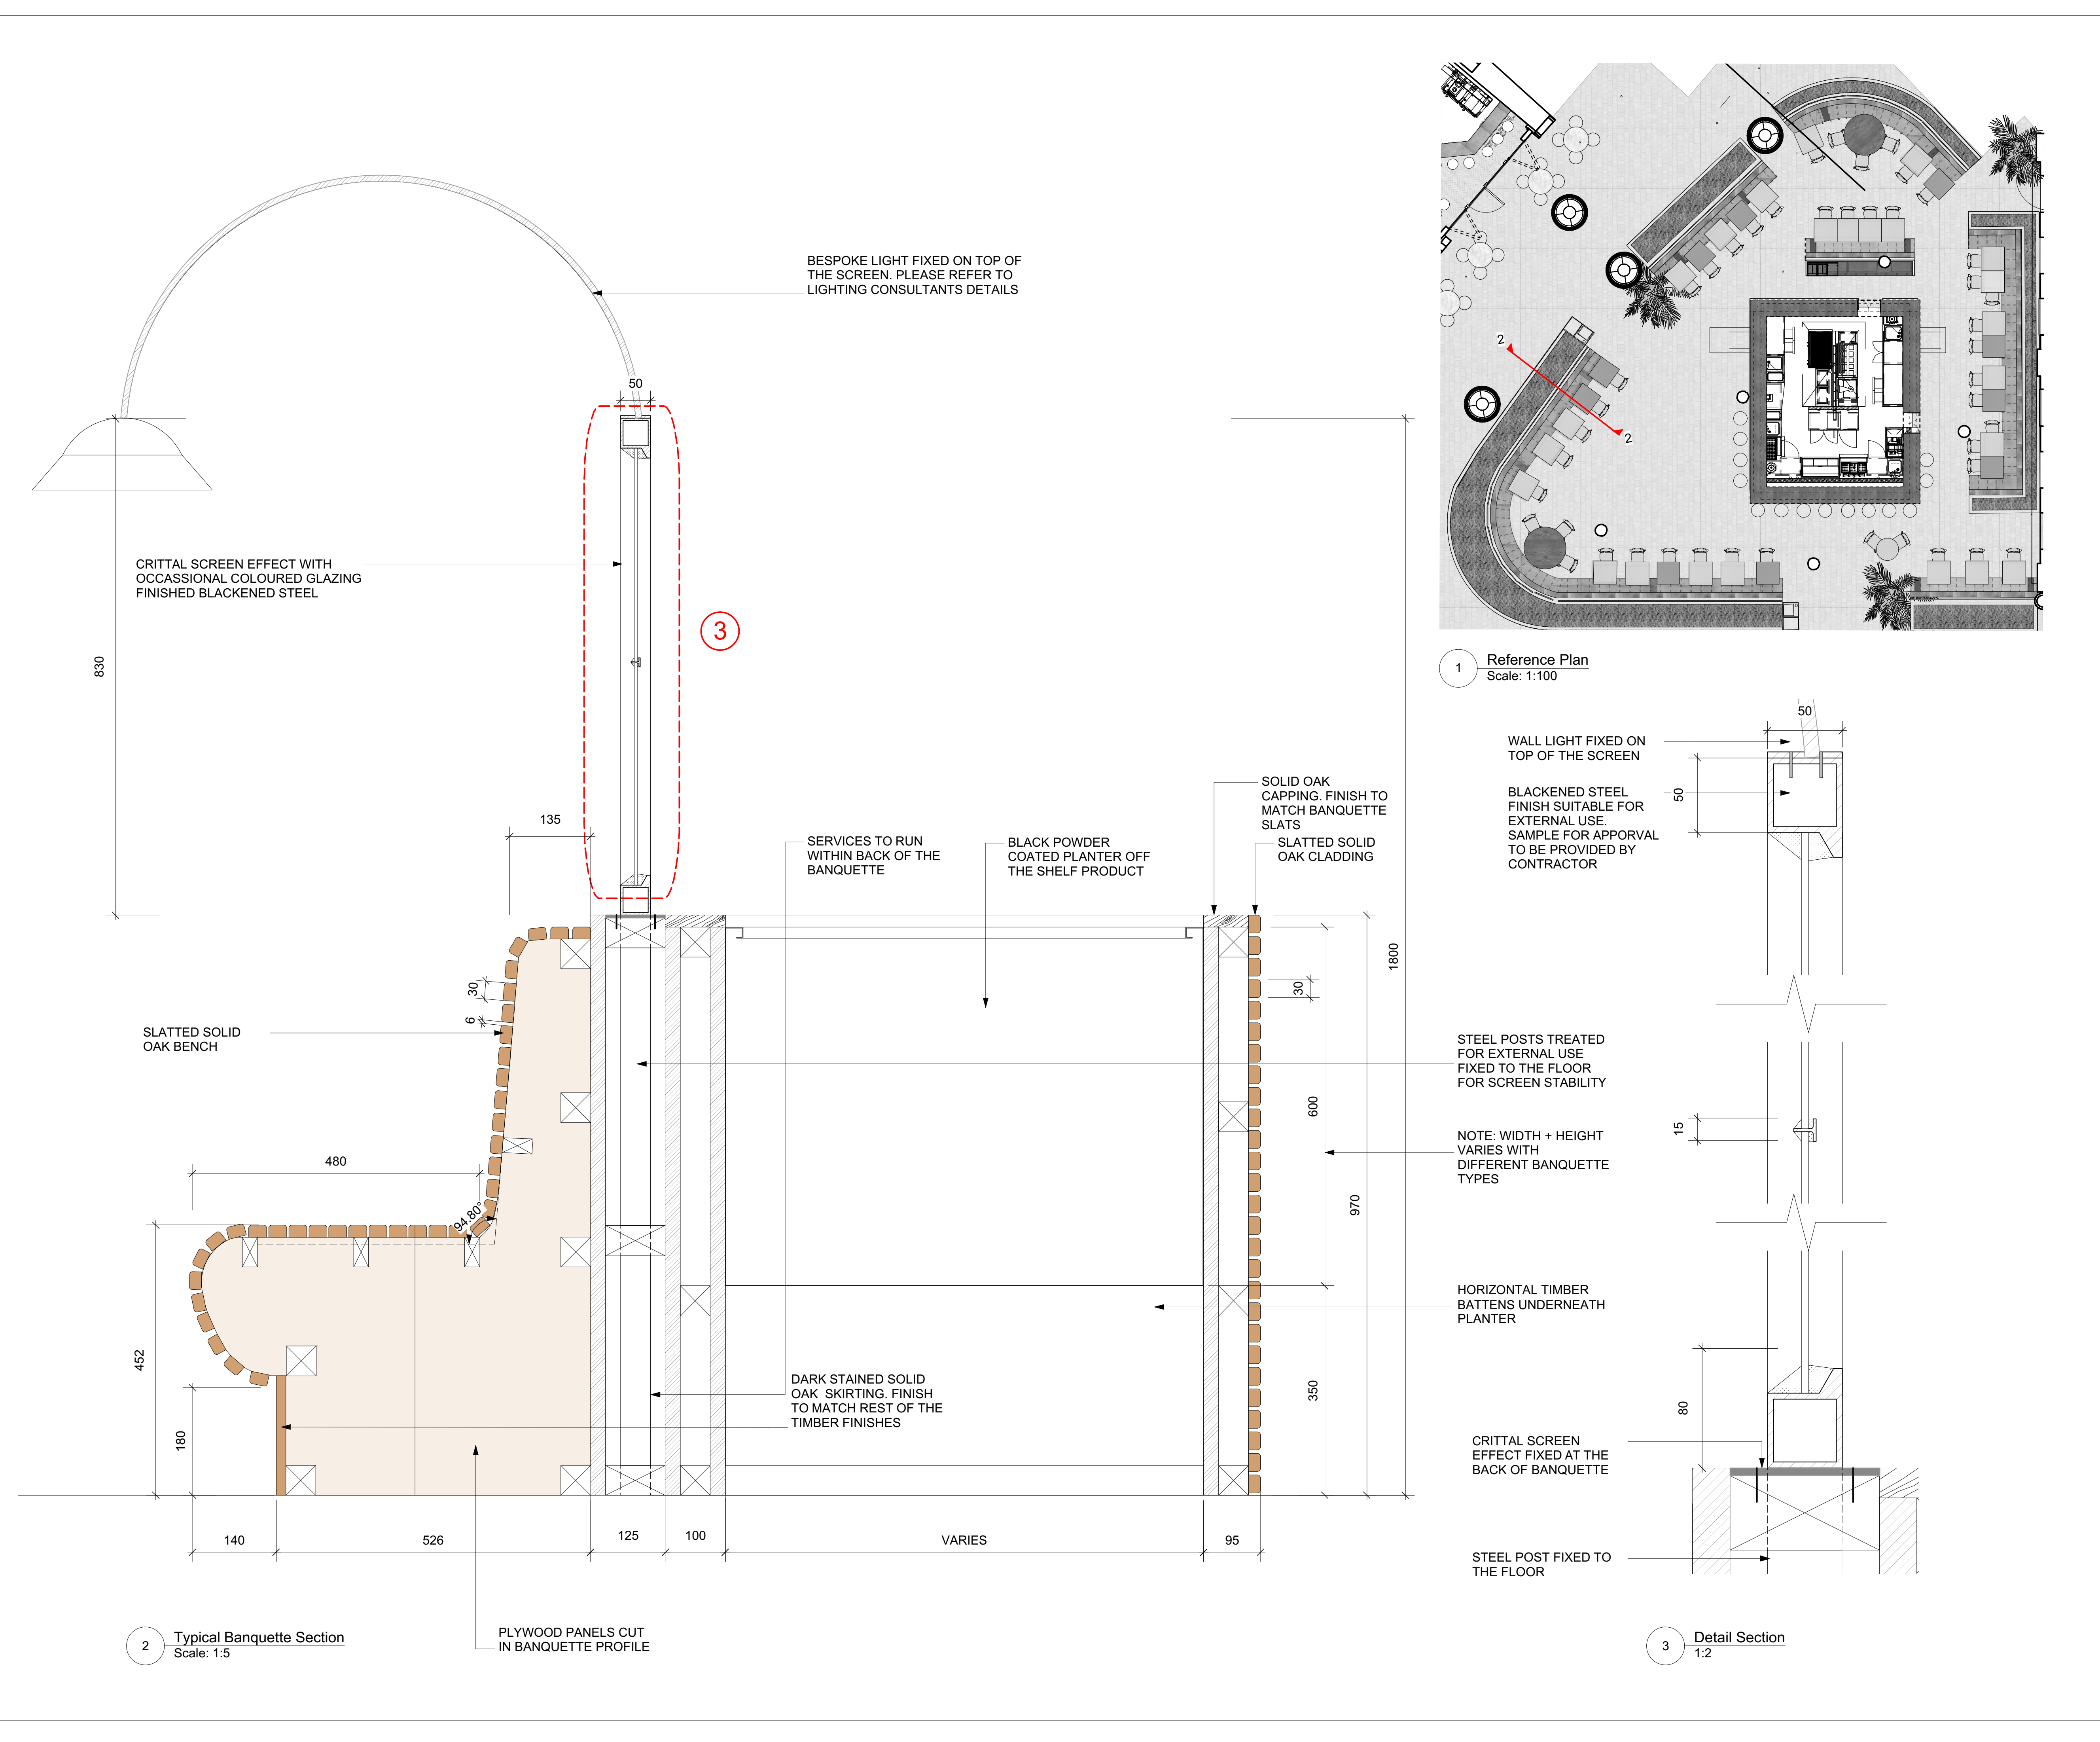 BESPOKE LIGHT FIXED ON TOP OF
THE SCREEN. PLEASE REFER TO
LIGHTING CONSULTANTS DETAILS
50
CRITTAL SCREEN EFFECT WITH
OCCASSIONAL COLOURED GLAZING
FINISHED BLACKENED STEEL
3
830
135
SERVICES TO RUN
WITHIN BACK OF THE
BANQUETTE
BLACK POWDER
COATED PLANTER OFF
THE SHELF PRODUCT
SOLID OAK
CAPPING. FINISH TO
MATCH BANQUETTE
SLATS
SLATTED SOLID
OAK CLADDING
1800
30
6
30
SLATTED SOLID
OAK BENCH
STEEL POSTS TREATED
FOR EXTERNAL USE
FIXED TO THE FLOOR
FOR SCREEN STABILITY
600
NOTE: WIDTH + HEIGHT
VARIES WITH
DIFFERENT BANQUETTE
TYPES
480
94.80°
970
HORIZONTAL TIMBER
BATTENS UNDERNEATH
PLANTER
452
180
350
DARK STAINED SOLID
OAK SKIRTING. FINISH
TO MATCH REST OF THE
TIMBER FINISHES
140
526
125
100
VARIES
95
PLYWOOD PANELS CUT
IN BANQUETTE PROFILE
2
Typical Banquette Section
Scale: 1:5
2
2
1
Reference Plan
Scale: 1:100
50
WALL LIGHT FIXED ON
TOP OF THE SCREEN
50
BLACKENED STEEL
FINISH SUITABLE FOR
EXTERNAL USE.
SAMPLE FOR APPORVAL
TO BE PROVIDED BY
CONTRACTOR
15
80
CRITTAL SCREEN
EFFECT FIXED AT THE
BACK OF BANQUETTE
STEEL POST FIXED TO
THE FLOOR
3
Detail Section
1:2